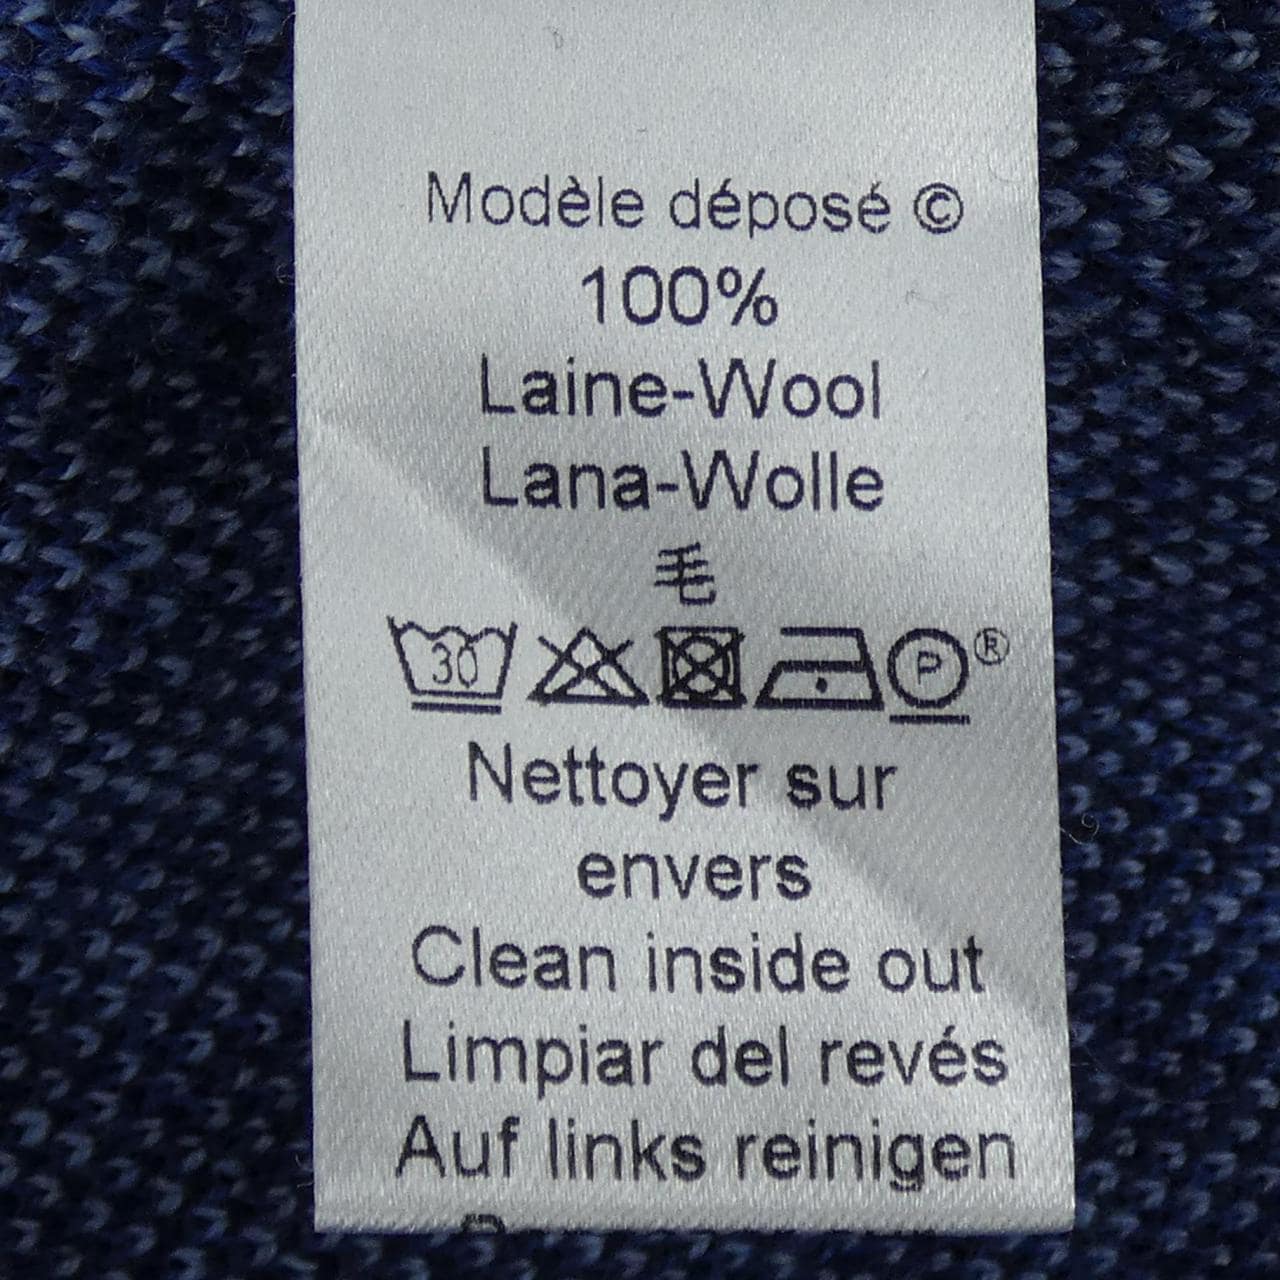 Modèle déposé ©
100%
Laine-Wool
Lana-Wolle
毛
30 P ®
Nettoyer sur
envers
Clean inside out
Limpiar del revés
Auf links reinigen